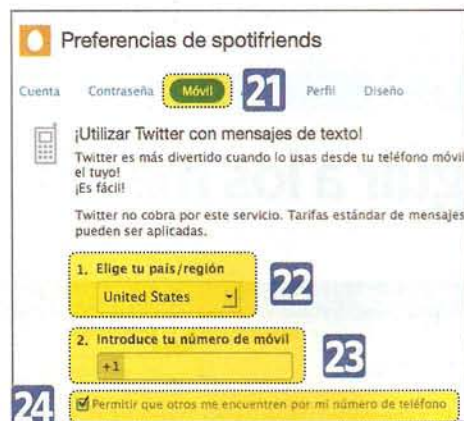 Preferencias de spotifriends
Cuenta Contraseña Móvil 21 Perfil Diseño
¡Utilizar Twitter con mensajes de texto!
Twitter es más divertido cuando lo usas desde tu teléfono móvil
el tuyo!
¡Es fácil!
Twitter no cobra por este servicio. Tarifas estándar de mensajes
pueden ser aplicadas.
1. Elige tu país/región
United States 22
2. Introduce tu número de móvil
+1 23
24 Permitir que otros me encuentren por mi número de teléfono